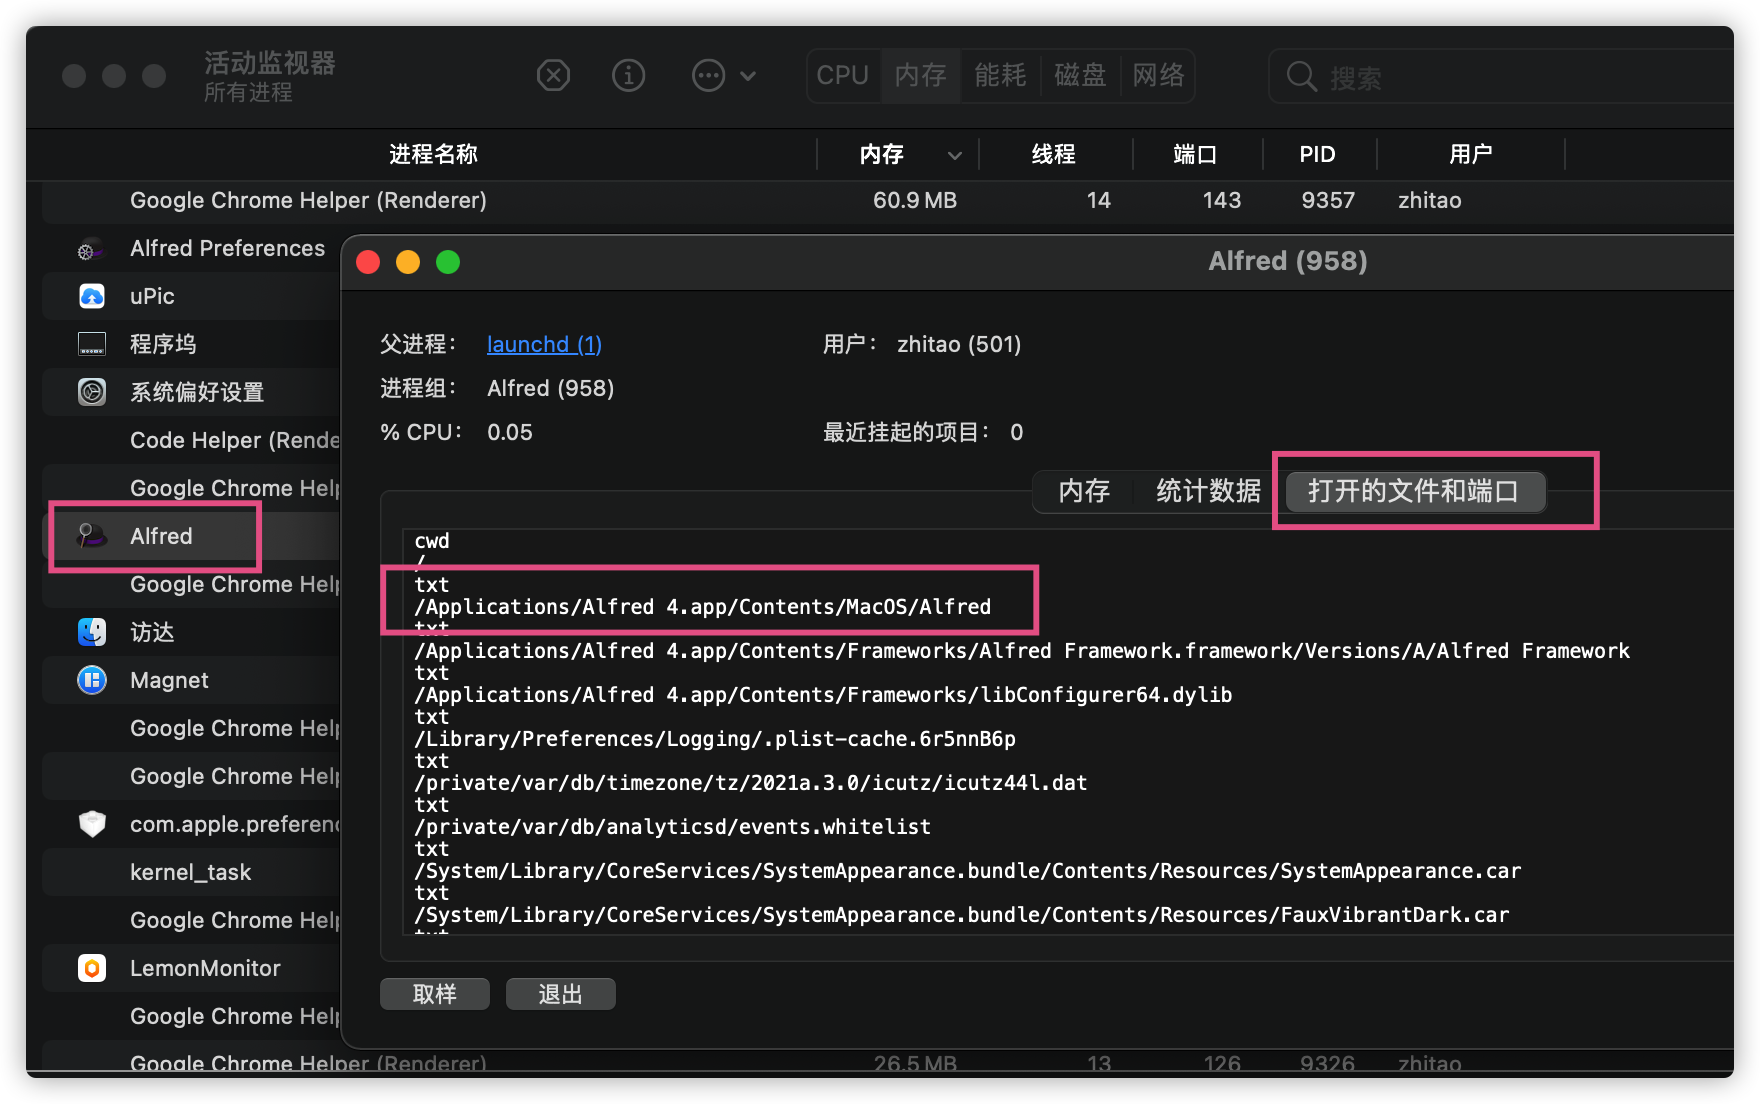 活动监视器
所有进程
CPU 内存 能耗 磁盘 网络
搜索
进程名称 内存 线程 端口 PID 用户
Google Chrome Helper (Renderer) 60.9 MB 14 143 9357 zhitao
Alfred Preferences
uPic
程序坞
系统偏好设置
Code Helper (Rende
Google Chrome Hel
Alfred
Google Chrome Hel
访达
Magnet
Google Chrome Hel
Google Chrome Hel
com.apple.preferen
kernel_task
Google Chrome Hel
LemonMonitor
Google Chrome Hel
Google Chrome Helper (Renderer) 26.5 MB 13 126 9326 zhitao
Alfred (958)
父进程： launchd (1) 用户： zhitao (501)
进程组： Alfred (958)
% CPU： 0.05 最近挂起的项目： 0
内存 统计数据 打开的文件和端口
cwd
/
txt
/Applications/Alfred 4.app/Contents/MacOS/Alfred
txt
/Applications/Alfred 4.app/Contents/Frameworks/Alfred Framework.framework/Versions/A/Alfred Framework
txt
/Applications/Alfred 4.app/Contents/Frameworks/libConfigurer64.dylib
txt
/Library/Preferences/Logging/.plist-cache.6r5nnB6p
txt
/private/var/db/timezone/tz/2021a.3.0/icutz/icutz44l.dat
txt
/private/var/db/analyticsd/events.whitelist
txt
/System/Library/CoreServices/SystemAppearance.bundle/Contents/Resources/SystemAppearance.car
txt
/System/Library/CoreServices/SystemAppearance.bundle/Contents/Resources/FauxVibrantDark.car
txt
取样 退出